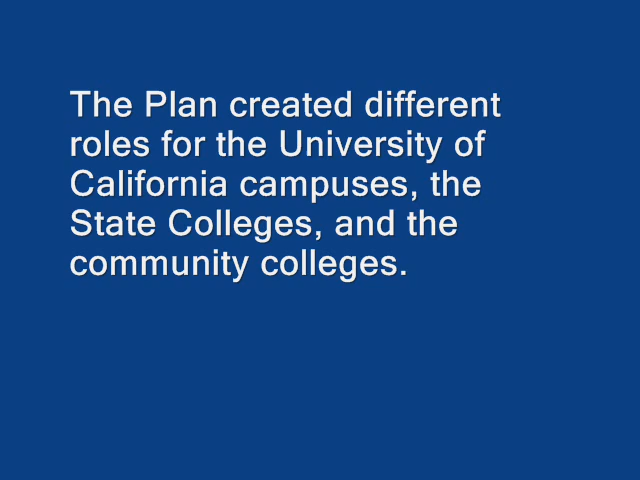 The Plan created different
roles for the University of
California campuses, the
State Colleges, and the
community colleges.